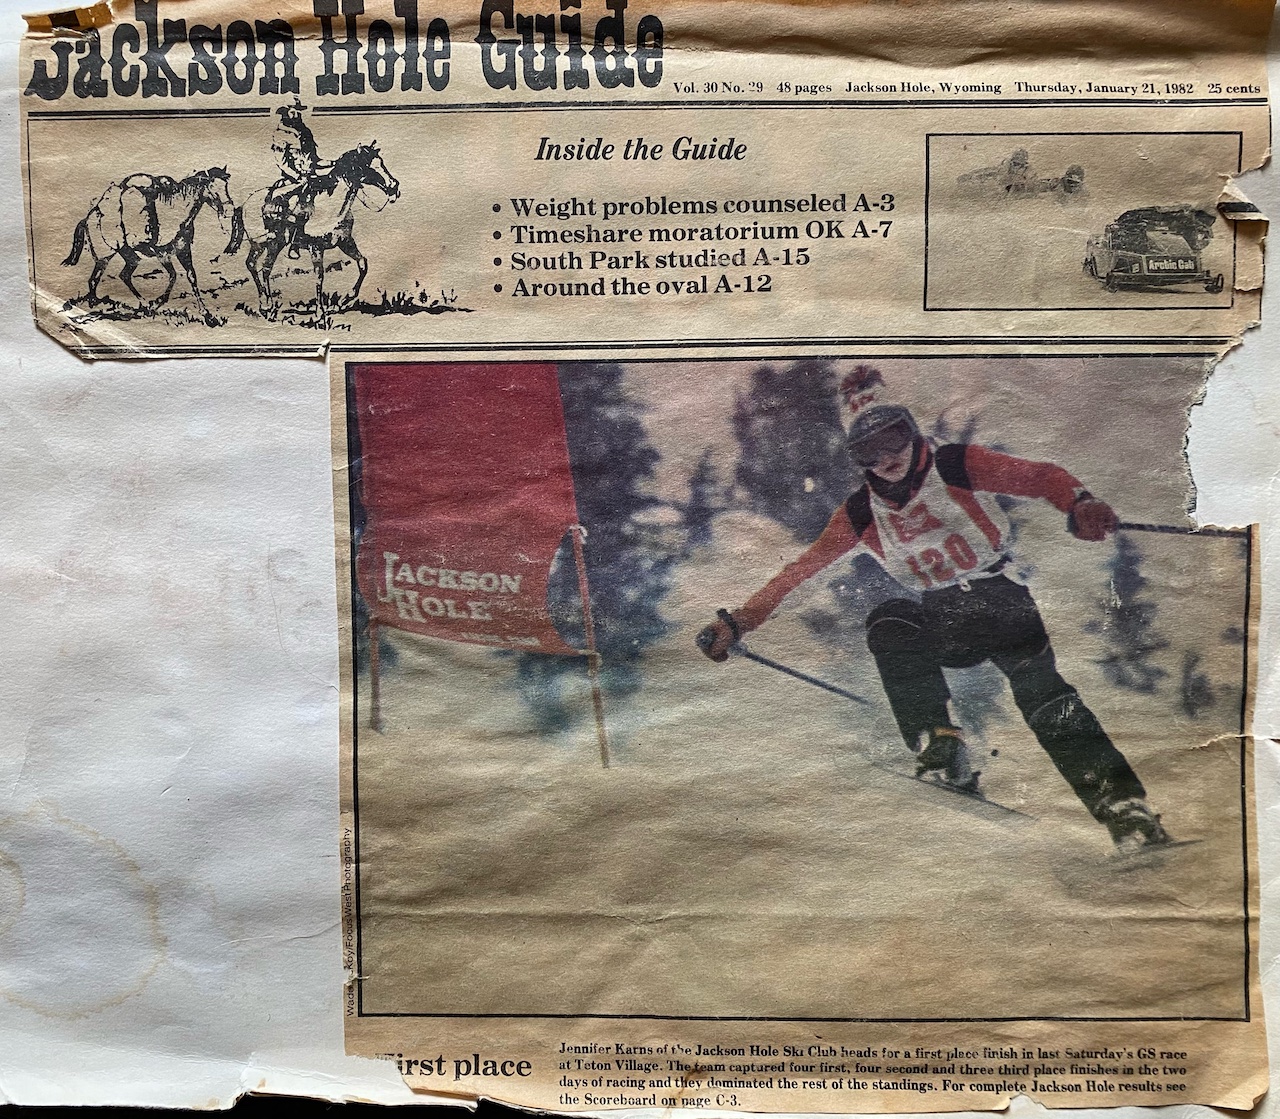 Jackson Hole Guide
Vol. 30 No. 29 48 pages Jackson Hole, Wyoming Thursday, January 21, 1982 25 cents
Inside the Guide
• Weight problems counseled A-3
• Timeshare moratorium OK A-7
• South Park studied A-15
• Around the oval A-12
Arctic Cat
120
JACKSON
HOLE
Focus West Photography
First place
Jennifer Karns of the Jackson Hole Ski Club heads for a first place finish in last Saturday's GS race
at Teton Village. The team captured four first, four second and three third place finishes in the two
days of racing and they dominated the rest of the standings. For complete Jackson Hole results see
the Scoreboard on page C-3.